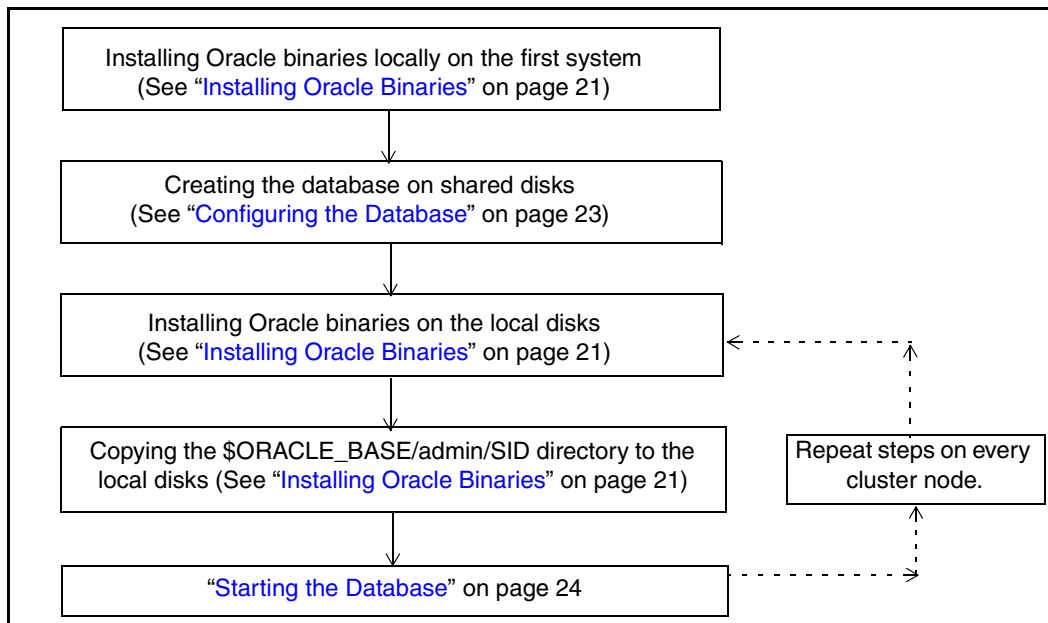 Installing Oracle binaries locally on the first system
(See “Installing Oracle Binaries” on page 21)
Creating the database on shared disks
(See “Configuring the Database” on page 23)
Installing Oracle binaries on the local disks
(See “Installing Oracle Binaries” on page 21)
Copying the $ORACLE_BASE/admin/SID directory to the
local disks (See “Installing Oracle Binaries” on page 21)
Repeat steps on every
cluster node.
“Starting the Database” on page 24